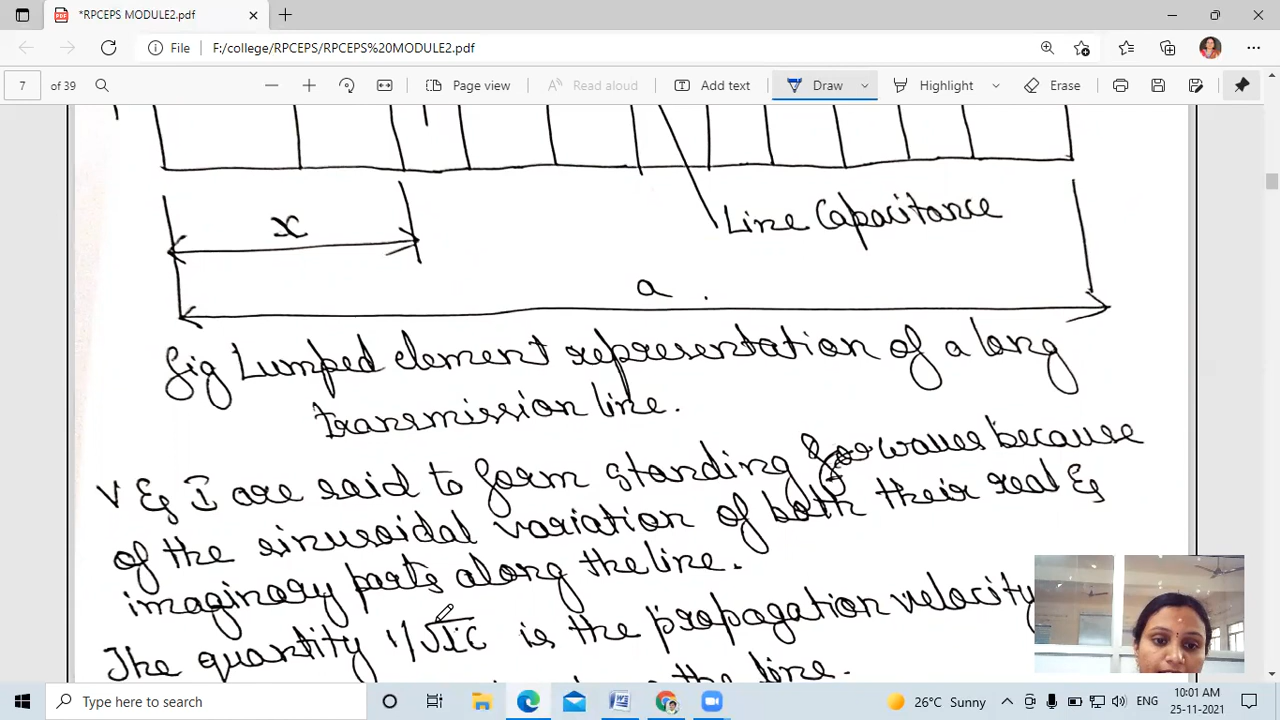 *RPCEPS MODULE2.pdf
File F:/college/RPCEPS/RPCEPS%20MODULE2.pdf
7 of 39 Page view Read aloud Add text Draw Highlight Erase
Line Capacitance
x
a
fig Lumped element representation of a long
transmission line.
V & I are said to form standing waves because
of the sinusoidal variation of both their real &
imaginary parts along the line.
The quantity 1/√LC is the propagation velocity
the line.
Type here to search
26°C Sunny ENG 10:01 AM
25-11-2021